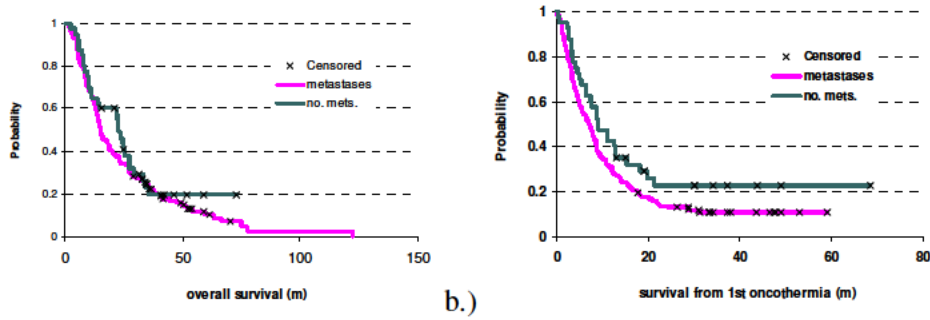 1
0.8
0.6
0.4
0.2
0
Probability
Censored
metastases
no. mets.
0 50 100 150
overall survival (m)
b.)
1
0.8
0.6
0.4
0.2
0
Probability
Censored
metastases
no. mets.
0 20 40 60 80
survival from 1st oncothermia (m)